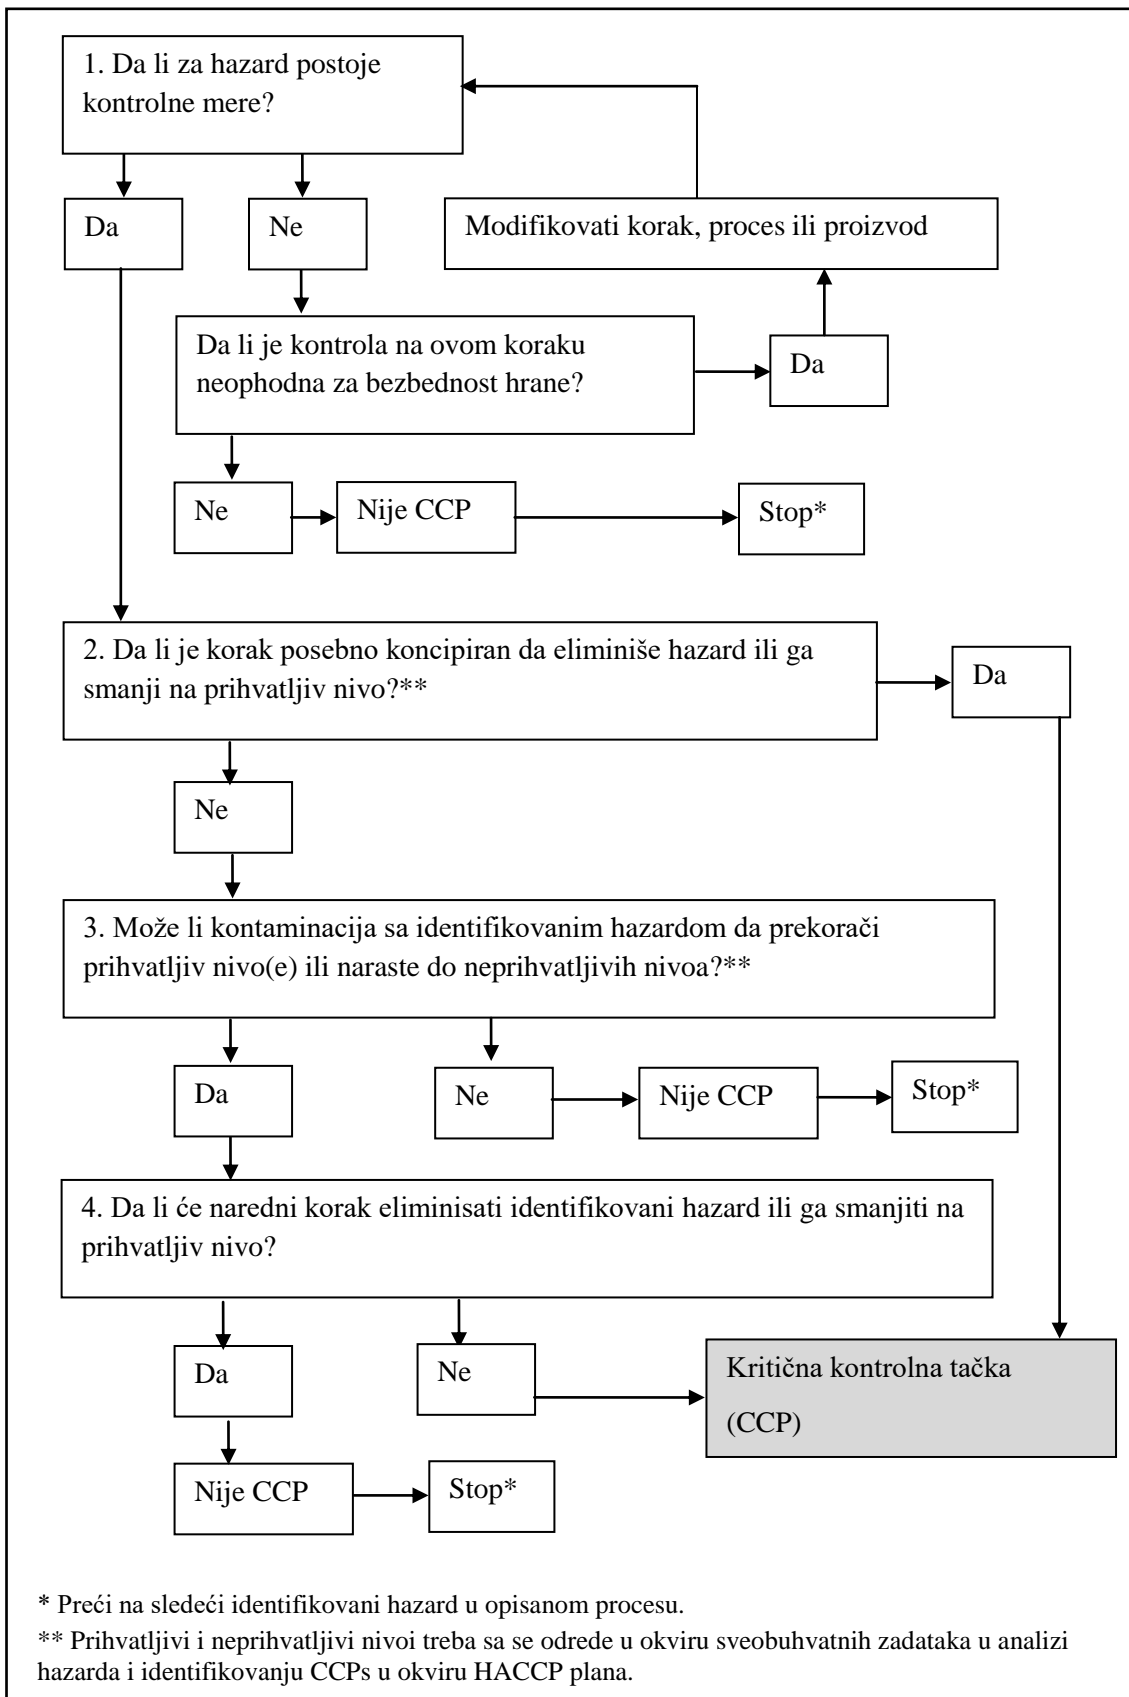 1. Da li za hazard postoje
kontrolne mere?
Da
Ne
Modifikovati korak, proces ili proizvod
Da li je kontrola na ovom koraku
neophodna za bezbednost hrane?
Da
Ne
Nije CCP
Stop*
2. Da li je korak posebno koncipiran da eliminiše hazard ili ga
smanji na prihvatljiv nivo?**
Da
Ne
3. Može li kontaminacija sa identifikovanim hazardom da prekorači
prihvatljiv nivo(e) ili naraste do neprihvatljivih nivoa?**
Da
Ne
Nije CCP
Stop*
4. Da li će naredni korak eliminisati identifikovani hazard ili ga smanjiti na
prihvatljiv nivo?
Da
Ne
Kritična kontrolna tačka
(CCP)
Nije CCP
Stop*
* Preći na sledeći identifikovani hazard u opisanom procesu.
** Prihvatljivi i neprihvatljivi nivoi treba sa se odrede u okviru sveobuhvatnih zadataka u analizi
hazarda i identifikovanju CCPs u okviru HACCP plana.